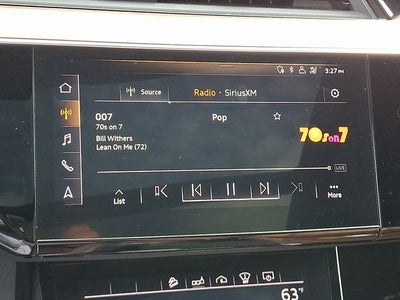 3:27 PM
Source Radio • SiriusXM
007 Pop
70s on 7
Bill Withers
Lean On Me (72)
70s on 7
LIVE
List More
63°F